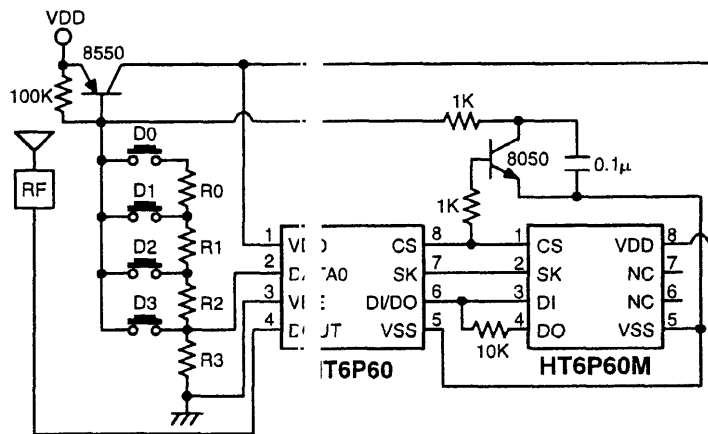 VDD
8550
100K
1K
D0
8050
0.1μ
RF
D1
R0
1K
D2
R1
D3
R2
R3
1 CS 8
2 DATA0 SK 7
3 DI/DO 6
4 VSS 5
1 CS VDD 8
2 SK NC 7
3 DI NC 6
4 DO VSS 5
10K
HT6P60M